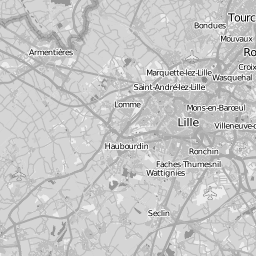 Tourc
Bondues
Mouvaux
Ro
Armentières
Croix
Marquette-lez-Lille
Wasquehal
Saint-André-lez-Lille
Lomme
Mons-en-Barœul
Lille
Villeneuve-d
Haubourdin
Ronchin
Faches-Thumesnil
Wattignies
Seclin